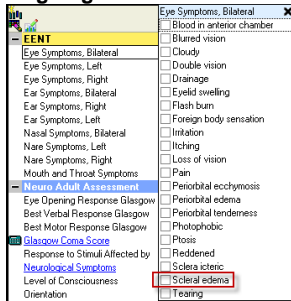 EENT
Eye Symptoms, Bilateral
Eye Symptoms, Left
Eye Symptoms, Right
Ear Symptoms, Bilateral
Ear Symptoms, Right
Ear Symptoms, Left
Nasal Symptoms, Bilateral
Nare Symptoms, Left
Nare Symptoms, Right
Mouth and Throat Symptoms
Neuro Adult Assessment
Eye Opening Response Glasgow
Best Verbal Response Glasgow
Best Motor Response Glasgow
Glasgow Coma Score
Response to Stimuli Affected by
Neurological Symptoms
Level of Consciousness
Orientation
Eye Symptoms, Bilateral
Blood in anterior chamber
Blurred vision
Cloudy
Double vision
Drainage
Eyelid swelling
Flash burn
Foreign body sensation
Irritation
Itching
Loss of vision
Pain
Periorbital ecchymosis
Periorbital edema
Periorbital tenderness
Photophobic
Ptosis
Reddened
Sclera icteric
Scleral edema
Tearing